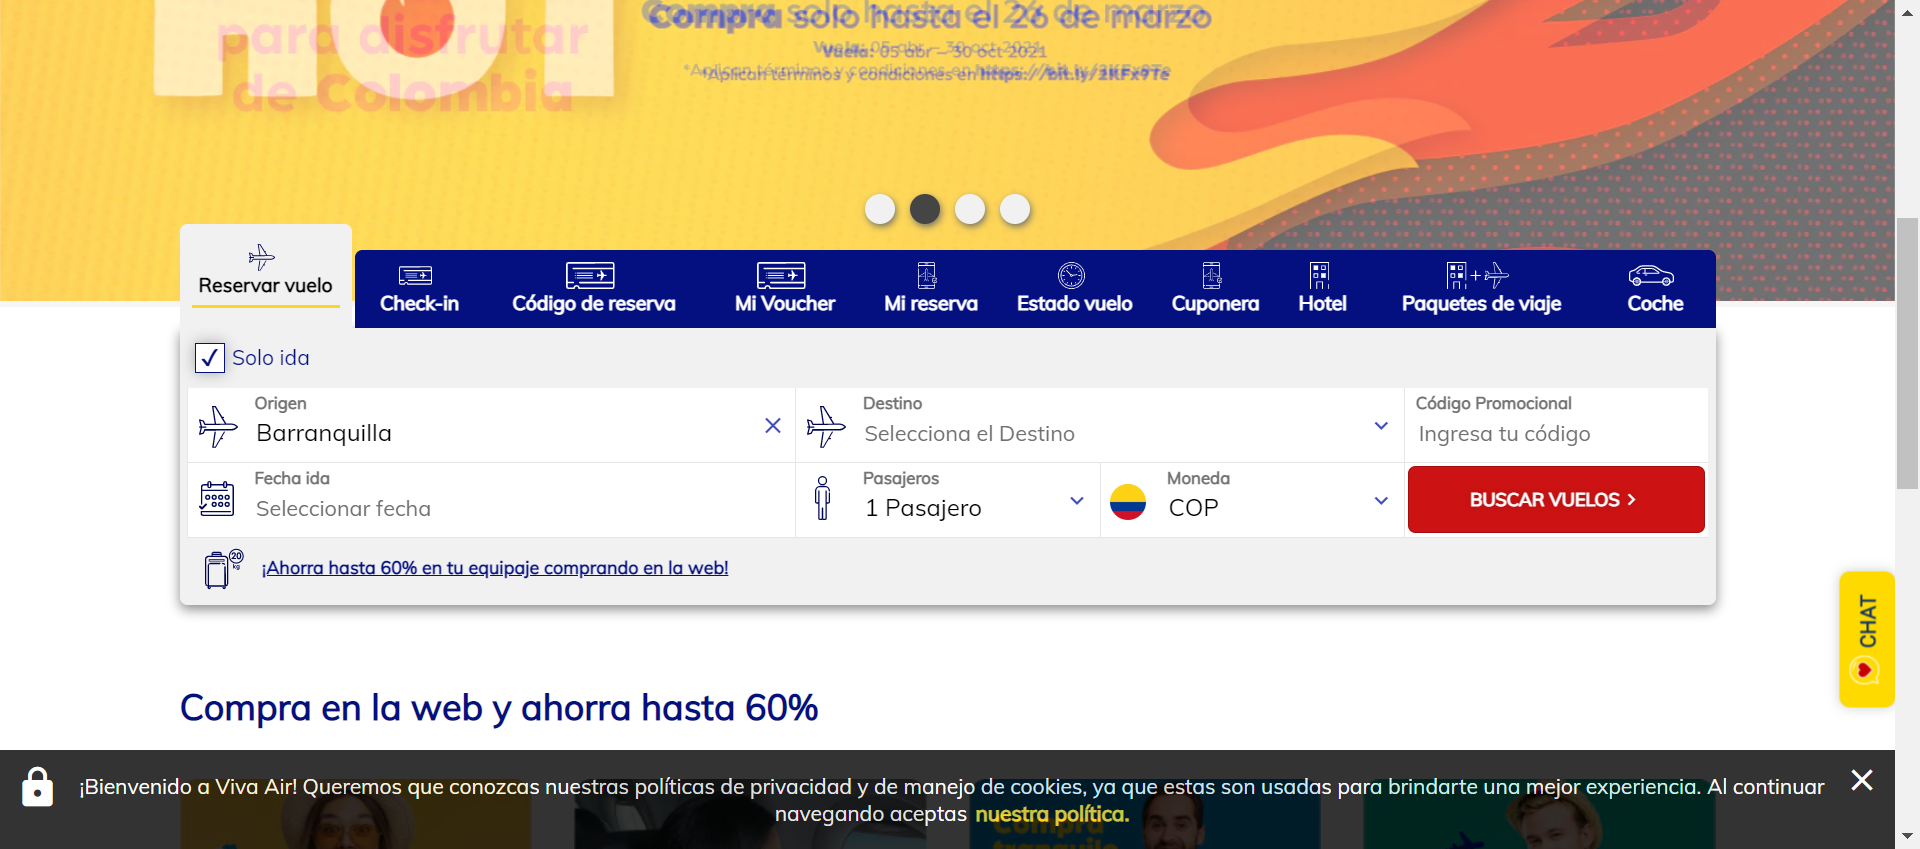 HOT
para disfrutar
de Colombia
Compra solo hasta el 26 de marzo
Vuela: 05 abr – 30 oct 2021
*Aplican términos y condiciones en https://bit.ly/2KFx9Te
Reservar vuelo
Check-in
Código de reserva
Mi Voucher
Mi reserva
Estado vuelo
Cuponera
Hotel
Paquetes de viaje
Coche
Solo ida
Origen
Barranquilla
Destino
Selecciona el Destino
Código Promocional
Ingresa tu código
Fecha ida
Seleccionar fecha
Pasajeros
1 Pasajero
Moneda
COP
BUSCAR VUELOS
20
kg
¡Ahorra hasta 60% en tu equipaje comprando en la web!
CHAT
Compra en la web y ahorra hasta 60%
¡Bienvenido a Viva Air! Queremos que conozcas nuestras políticas de privacidad y de manejo de cookies, ya que estas son usadas para brindarte una mejor experiencia. Al continuar
navegando aceptas nuestra política.
Compra
tranquilo